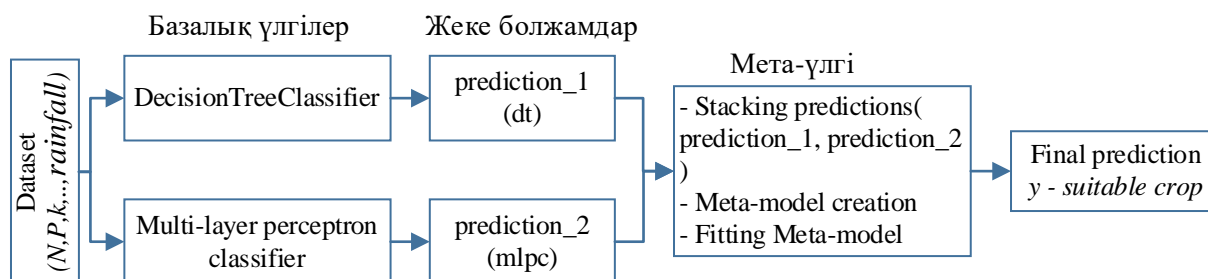 Базалық үлгілер
Жеке болжамдар
Dataset
(N,P,k,..,rainfall)
DecisionTreeClassifier
prediction_1
(dt)
Multi-layer perceptron
classifier
prediction_2
(mlpc)
Мета-үлгі
- Stacking predictions(
prediction_1, prediction_2
)
- Meta-model creation
- Fitting Meta-model
Final prediction
y - suitable crop